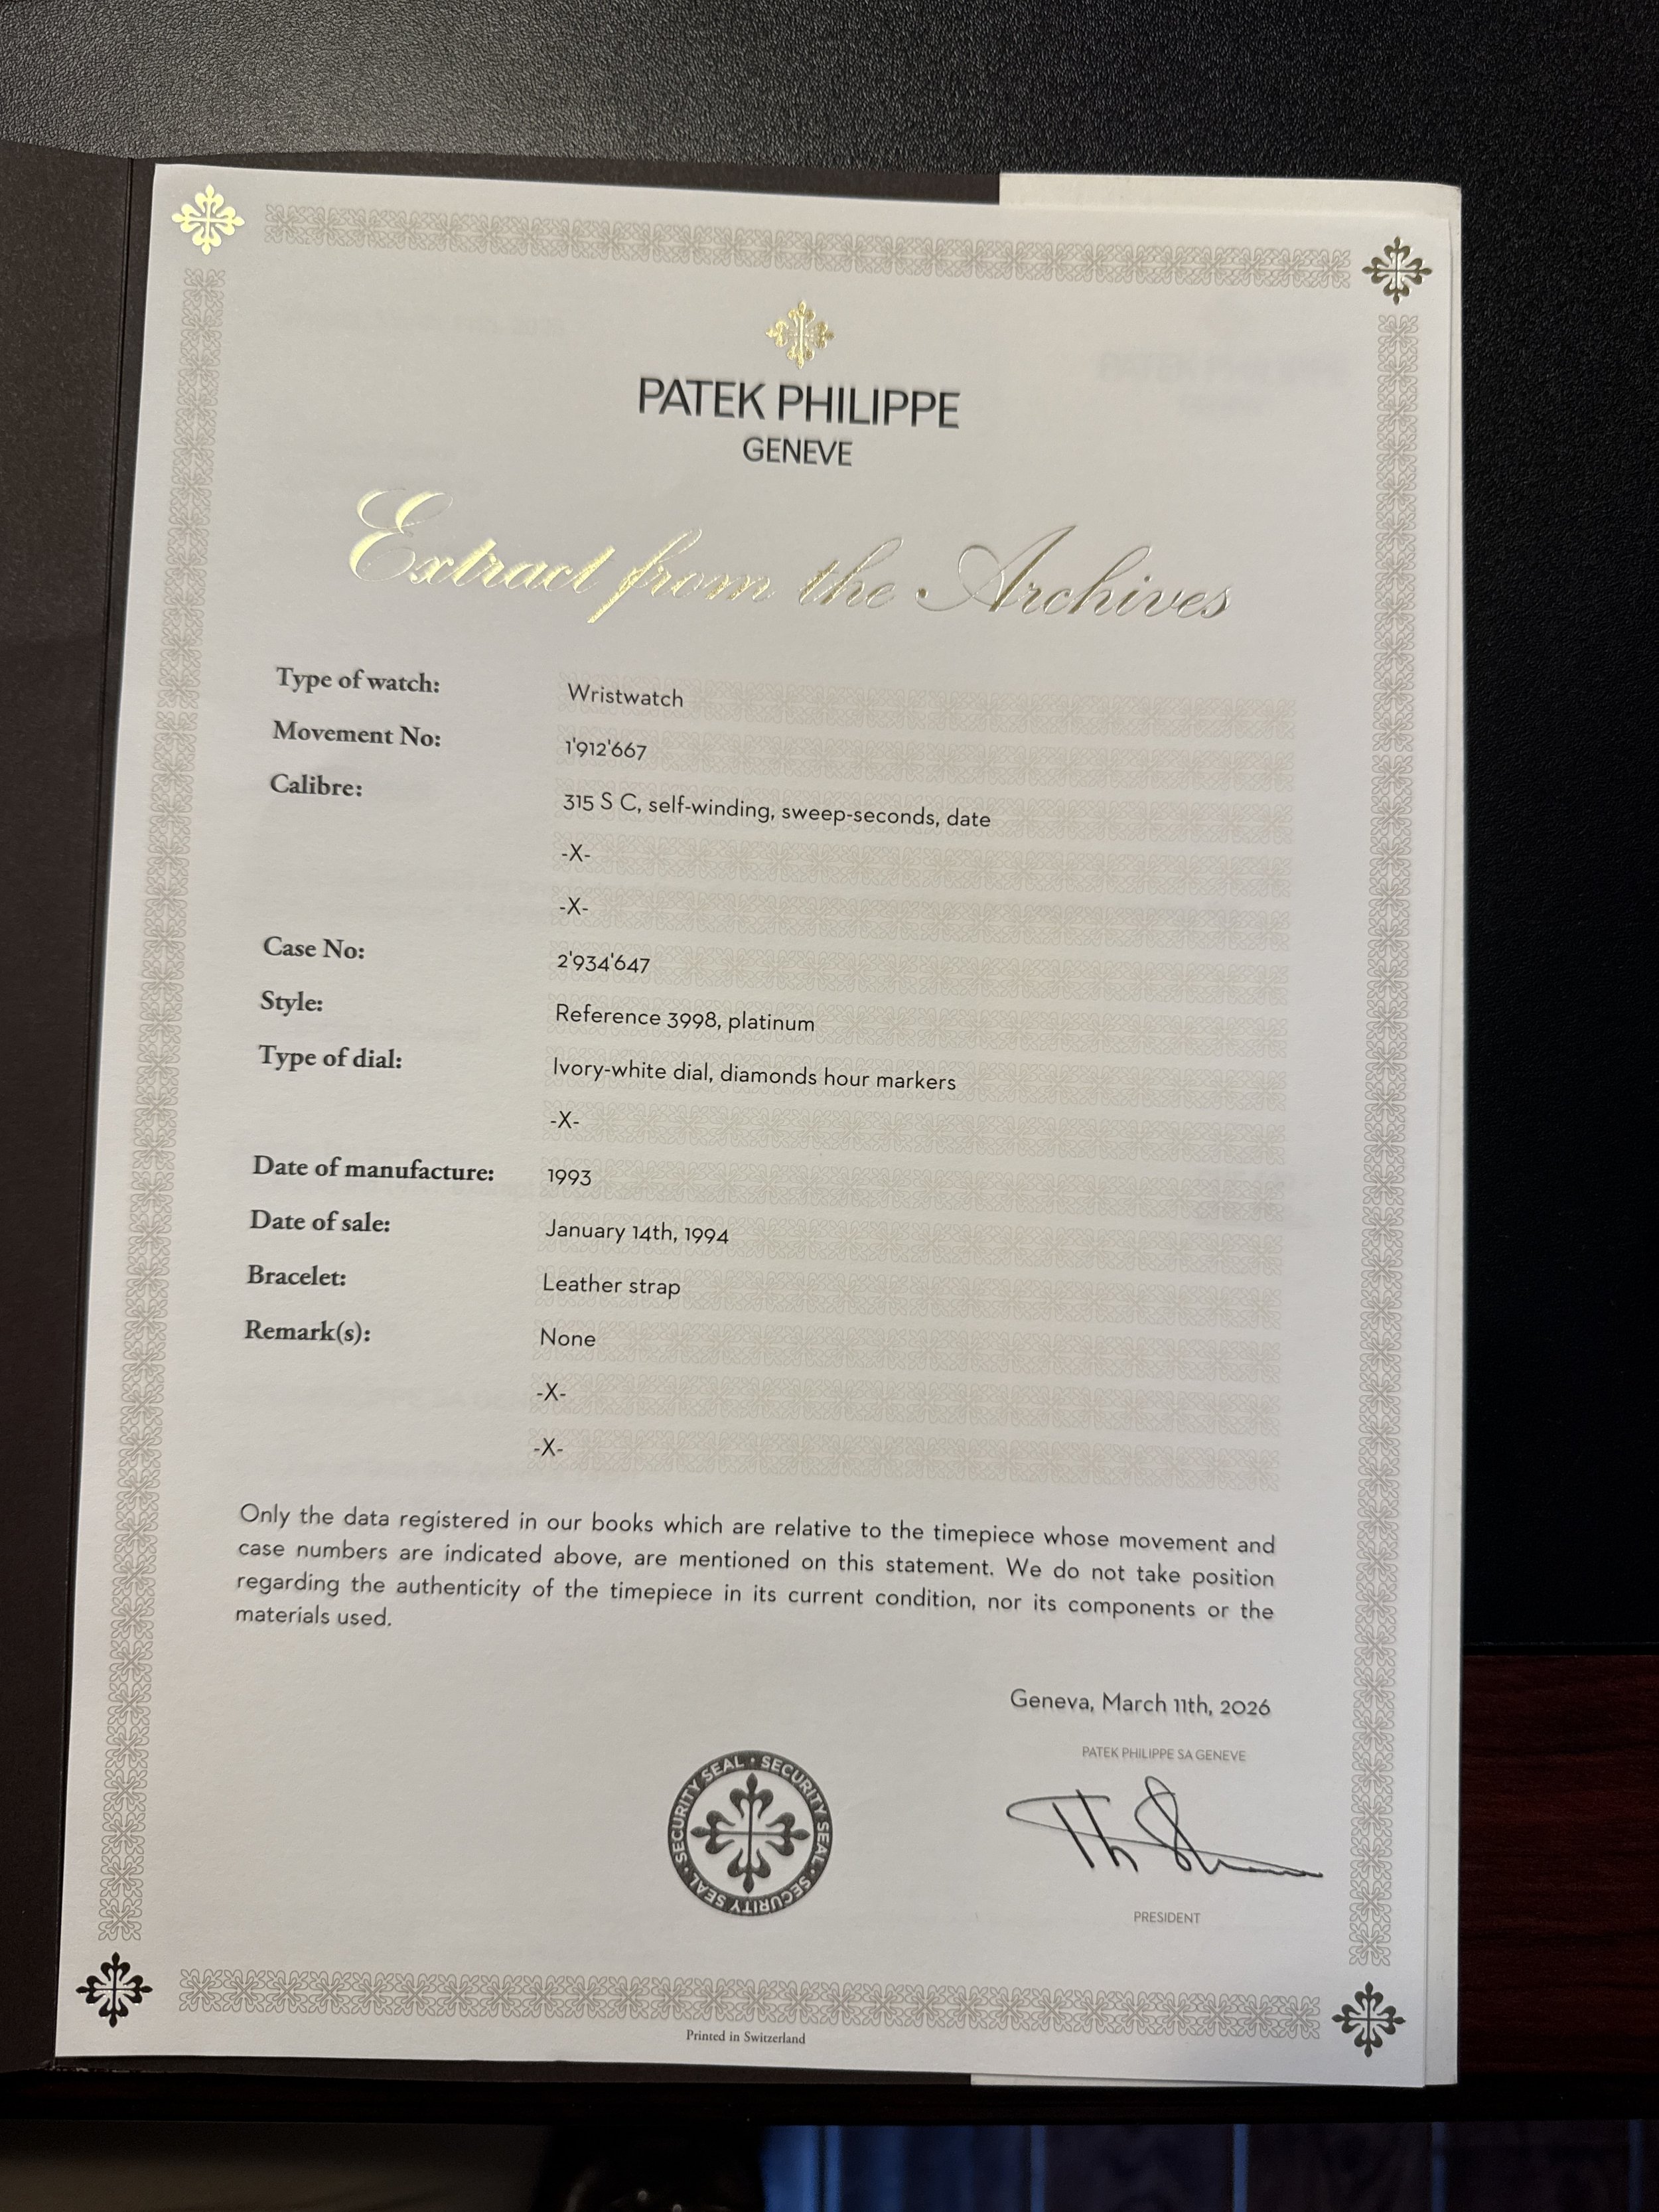 PATEK PHILIPPE
GENEVE
Extract from the Archives
Type of watch: Wristwatch
Movement No: 1'912'667
Calibre: 315 S C, self-winding, sweep-seconds, date
-X-
-X-
Case No: 2'934'647
Style: Reference 3998, platinum
Type of dial: Ivory-white dial, diamonds hour markers
-X-
Date of manufacture: 1993
Date of sale: January 14th, 1994
Bracelet: Leather strap
Remark(s): None
-X-
-X-
Only the data registered in our books which are relative to the timepiece whose movement and
case numbers are indicated above, are mentioned on this statement. We do not take position
regarding the authenticity of the timepiece in its current condition, nor its components or the
materials used.
Geneva, March 11th, 2026
PATEK PHILIPPE SA GENEVE
SECURITY SEAL · SECURITY SEAL · SECURITY SEAL · SECURITY SEAL ·
PRESIDENT
Printed in Switzerland